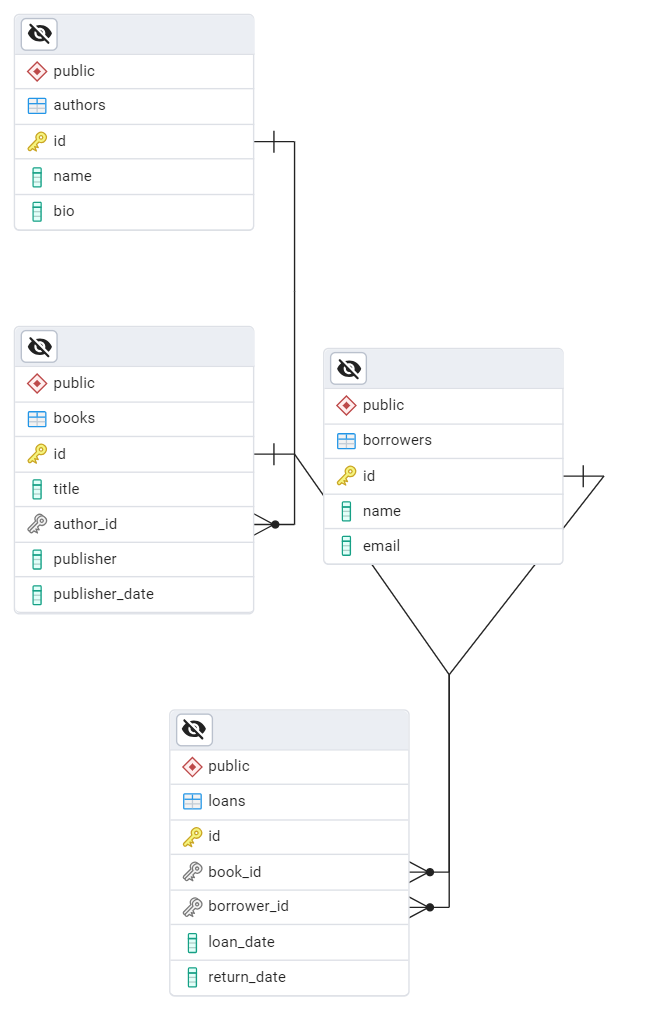 public
authors
id
name
bio
public
books
id
title
author_id
publisher
publisher_date
public
borrowers
id
name
email
public
loans
id
book_id
borrower_id
loan_date
return_date